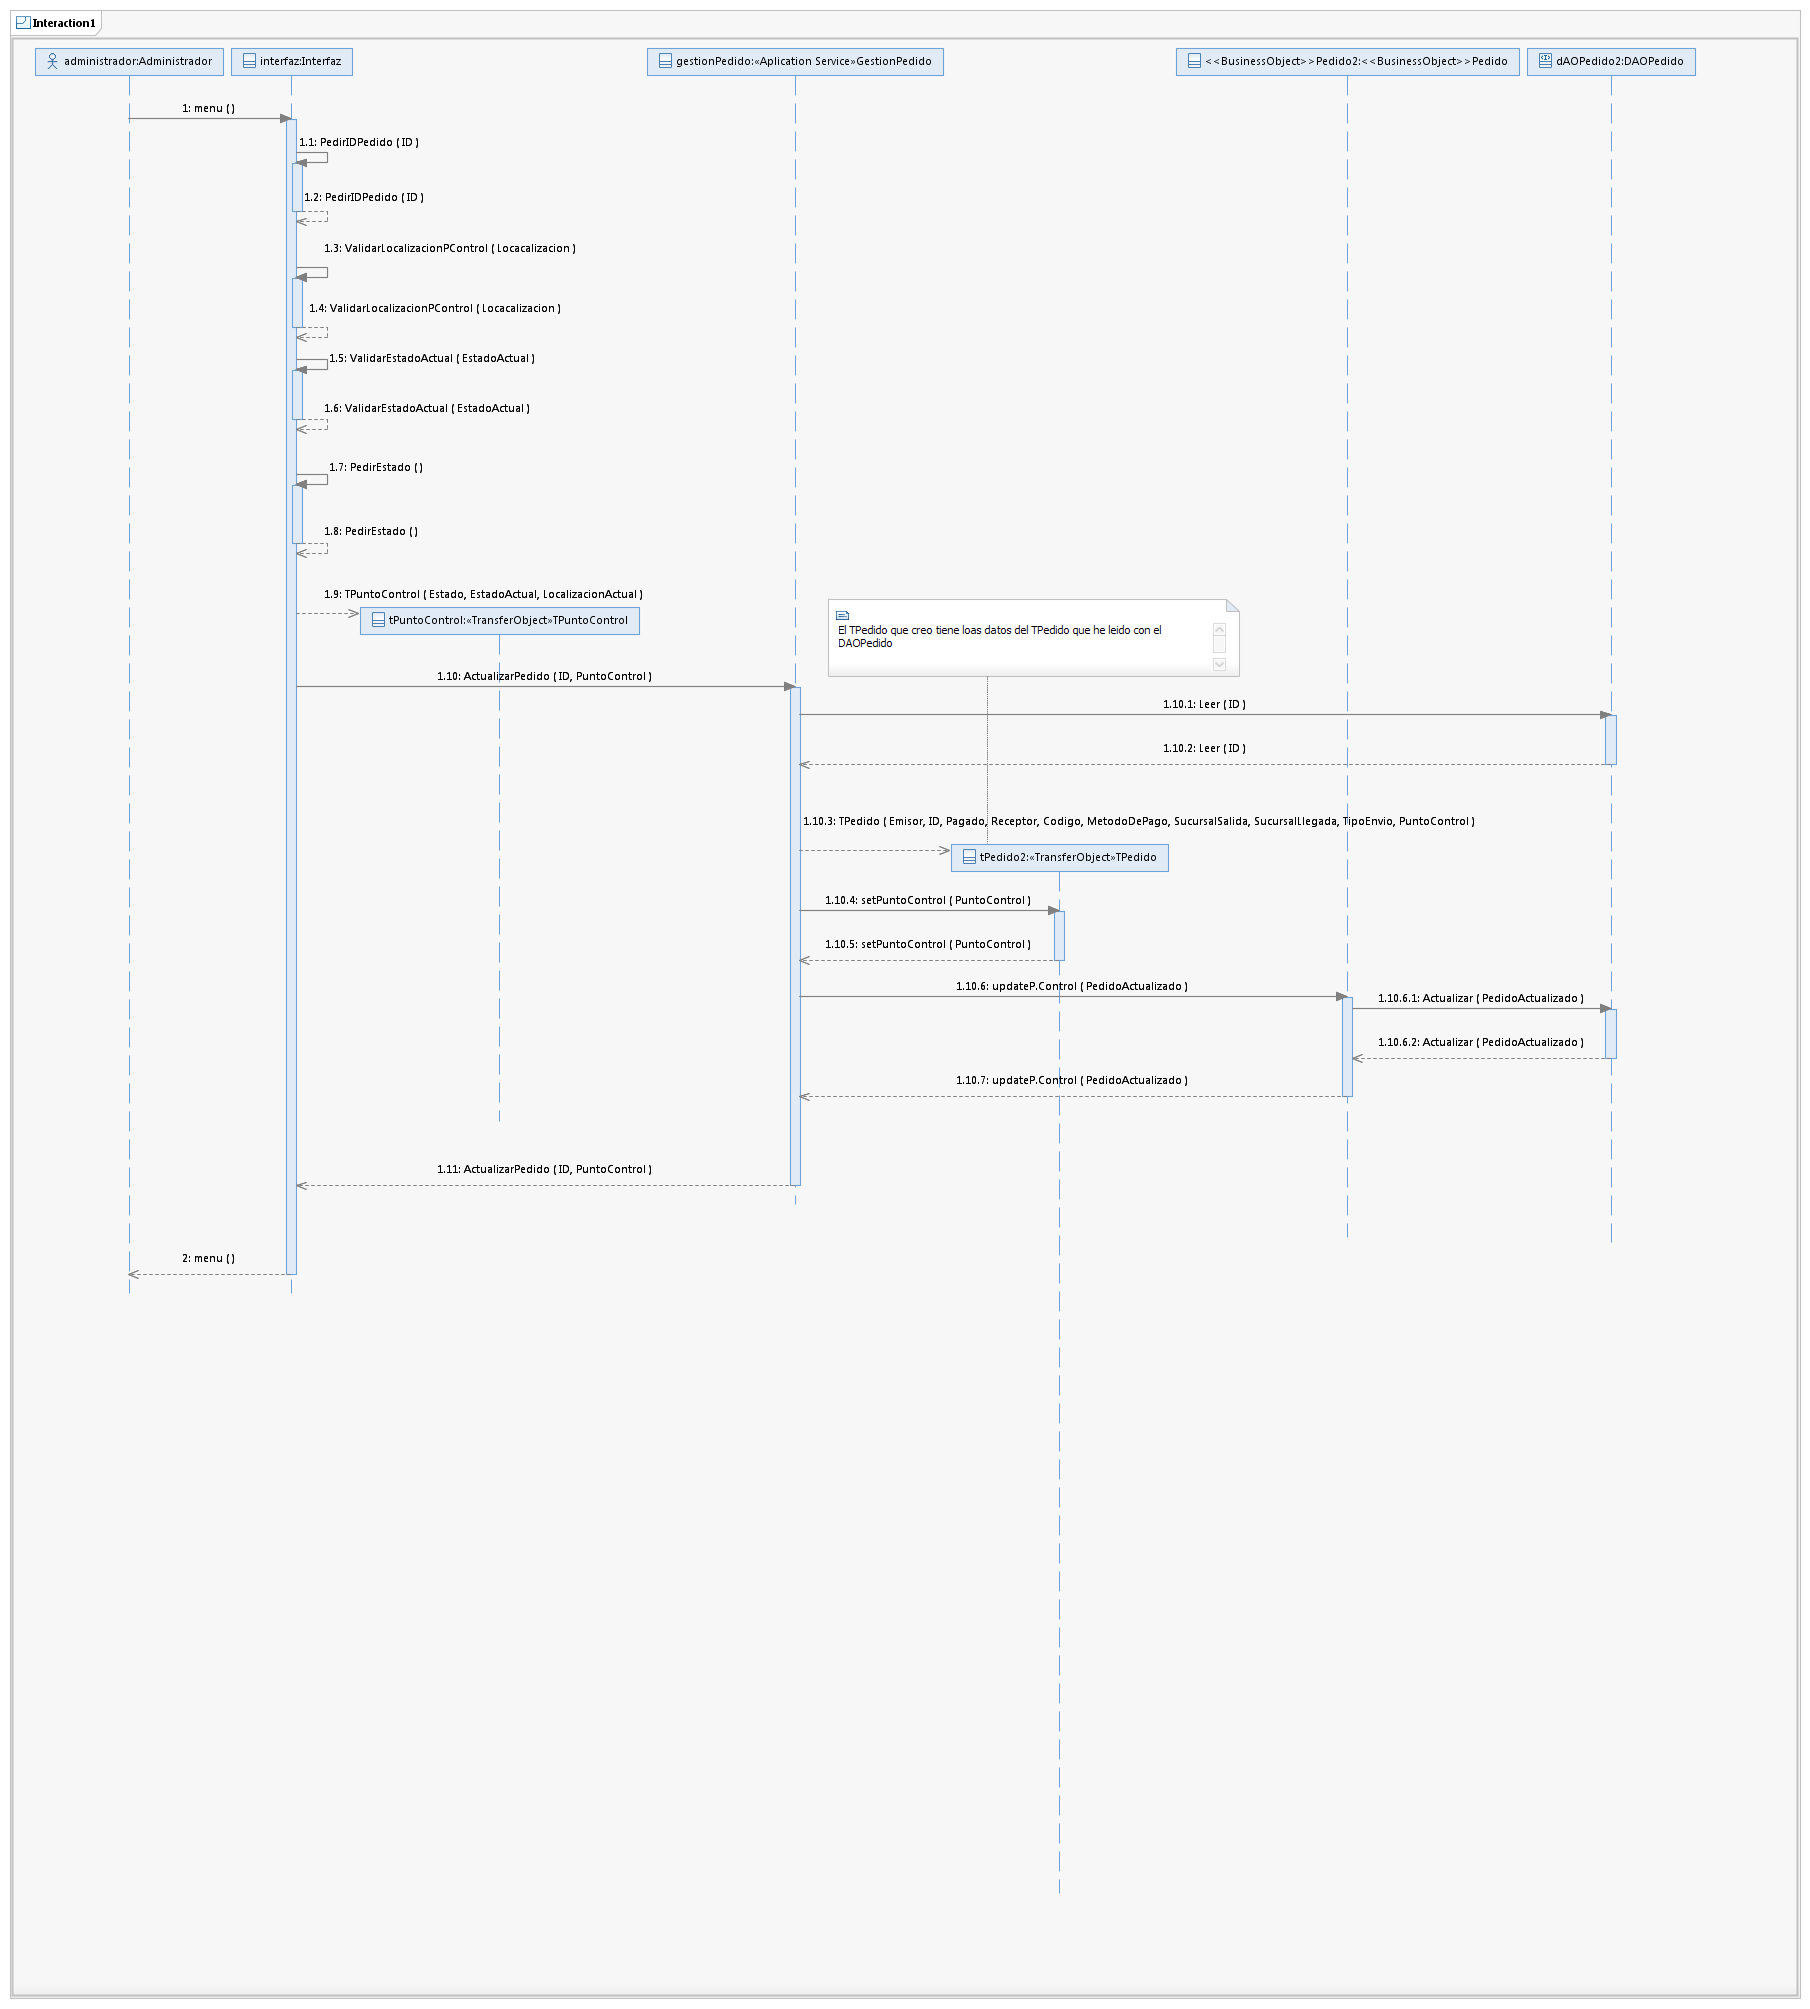 Interaction1
administrador:Administrador
interfaz:Interfaz
gestionPedido:«Aplication Service»GestionPedido
<<BusinessObject>>Pedido2:<<BusinessObject>>Pedido
dAOPedido2:DAOPedido
1: menu ( )
1.1: PedirIDPedido ( ID )
1.2: PedirIDPedido ( ID )
1.3: ValidarLocalizacionPControl ( Locacalizacion )
1.4: ValidarLocalizacionPControl ( Locacalizacion )
1.5: ValidarEstadoActual ( EstadoActual )
1.6: ValidarEstadoActual ( EstadoActual )
1.7: PedirEstado ( )
1.8: PedirEstado ( )
1.9: TPuntoControl ( Estado, EstadoActual, LocalizacionActual )
tPuntoControl:«TransferObject»TPuntoControl
El TPedido que creo tiene loas datos del TPedido que he leido con el
DAOPedido
1.10: ActualizarPedido ( ID, PuntoControl )
1.10.1: Leer ( ID )
1.10.2: Leer ( ID )
1.10.3: TPedido ( Emisor, ID, Pagado, Receptor, Codigo, MetodoDePago, SucursalSalida, SucursalLlegada, TipoEnvio, PuntoControl )
tPedido2:«TransferObject»TPedido
1.10.4: setPuntoControl ( PuntoControl )
1.10.5: setPuntoControl ( PuntoControl )
1.10.6: updateP.Control ( PedidoActualizado )
1.10.6.1: Actualizar ( PedidoActualizado )
1.10.6.2: Actualizar ( PedidoActualizado )
1.10.7: updateP.Control ( PedidoActualizado )
1.11: ActualizarPedido ( ID, PuntoControl )
2: menu ( )